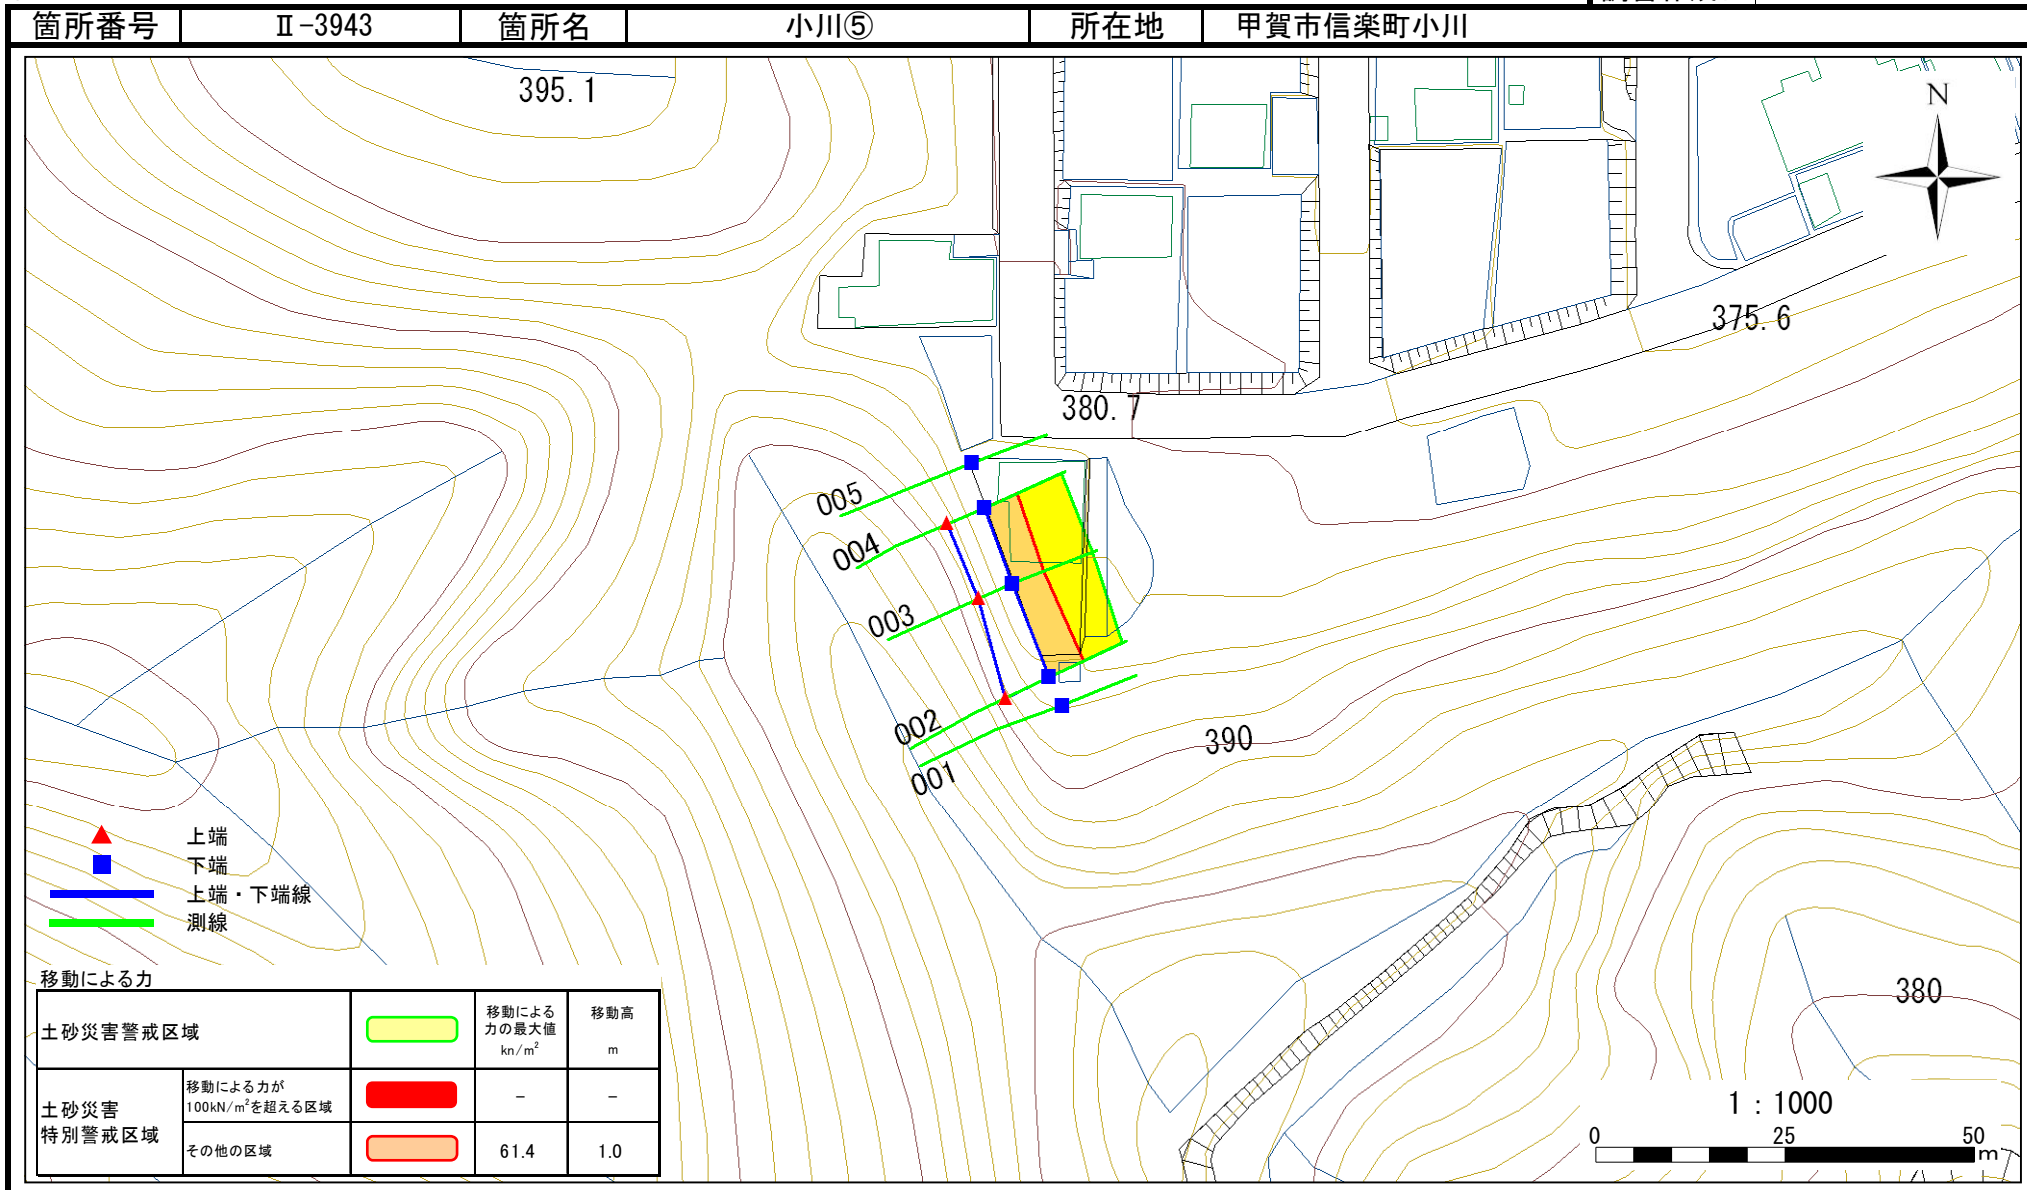 箇所番号 Ⅱ-3943 箇所名 小川⑤ 所在地 甲賀市信楽町小川
395.1
N
375.6
380.7
005
004
003
002
001
390
380
上端
下端
上端・下端線
測線
移動による力
土砂災害警戒区域
移動による
力の最大値
kn/m²
移動高
m
土砂災害
特別警戒区域
移動による力が
100kN/m²を超える区域
－ －
その他の区域
61.4 1.0
1：1000
0 25 50
m